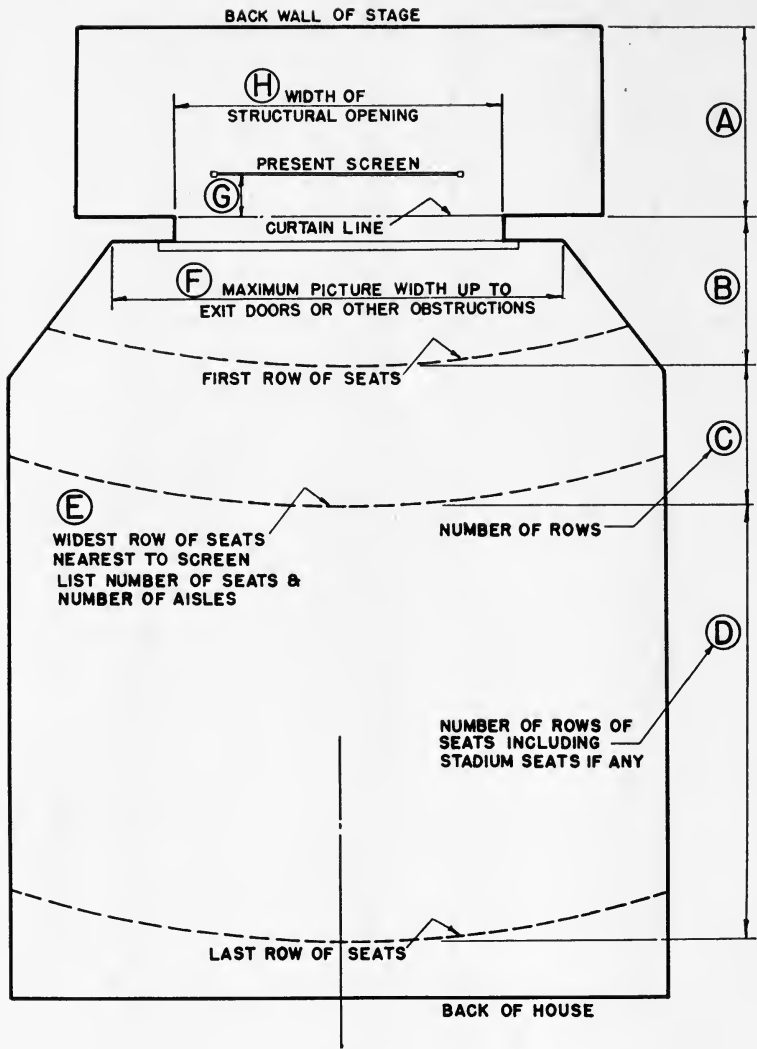 BACK WALL OF STAGE
H
WIDTH OF
STRUCTURAL OPENING
A
PRESENT SCREEN
G
CURTAIN LINE
F
MAXIMUM PICTURE WIDTH UP TO
EXIT DOORS OR OTHER OBSTRUCTIONS
B
FIRST ROW OF SEATS
C
E
WIDEST ROW OF SEATS
NEAREST TO SCREEN
LIST NUMBER OF SEATS &
NUMBER OF AISLES
NUMBER OF ROWS
D
NUMBER OF ROWS OF
SEATS INCLUDING
STADIUM SEATS IF ANY
LAST ROW OF SEATS
BACK OF HOUSE